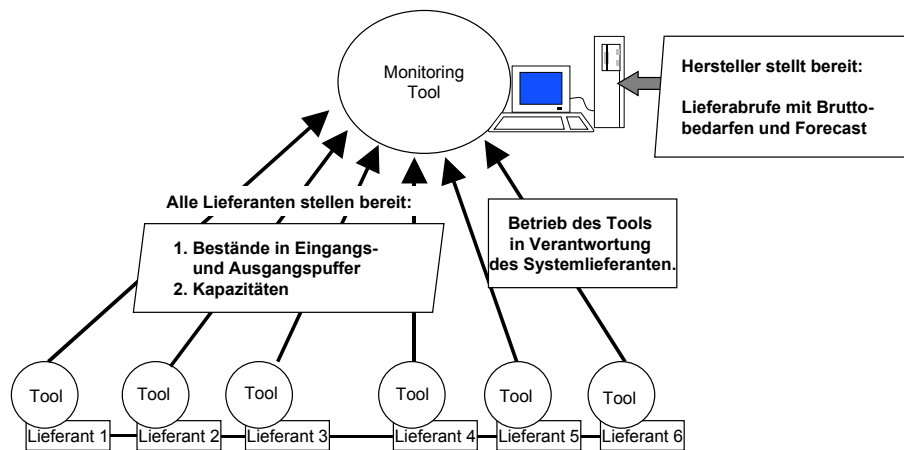 Monitoring
Tool
Hersteller stellt bereit:
Lieferabrufe mit Brutto-
bedarfen und Forecast
Alle Lieferanten stellen bereit:
1. Bestände in Eingangs-
und Ausgangspuffer
2. Kapazitäten
Betrieb des Tools
in Verantwortung
des Systemlieferanten.
Tool
Tool
Tool
Tool
Tool
Tool
Lieferant 1
Lieferant 2
Lieferant 3
Lieferant 4
Lieferant 5
Lieferant 6